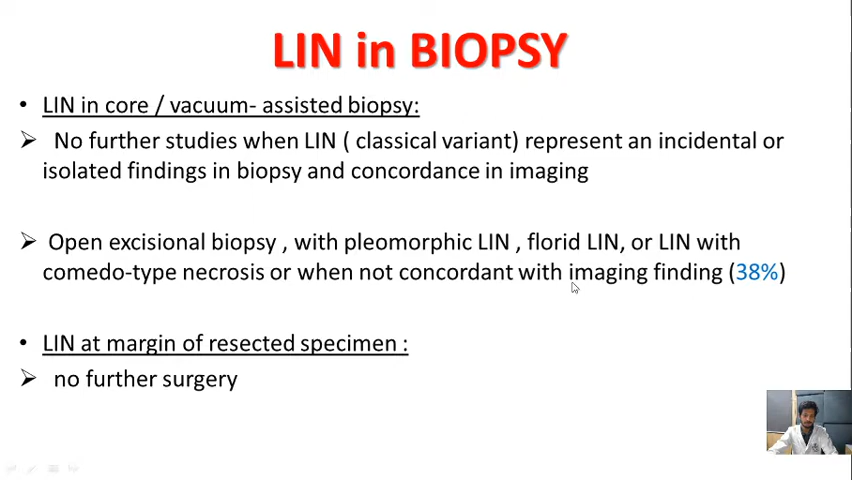 LIN in BIOPSY
• LIN in core / vacuum- assisted biopsy:
➢ No further studies when LIN ( classical variant) represent an incidental or
isolated findings in biopsy and concordance in imaging
➢ Open excisional biopsy , with pleomorphic LIN , florid LIN, or LIN with
comedo-type necrosis or when not concordant with imaging finding (38%)
• LIN at margin of resected specimen :
➢ no further surgery